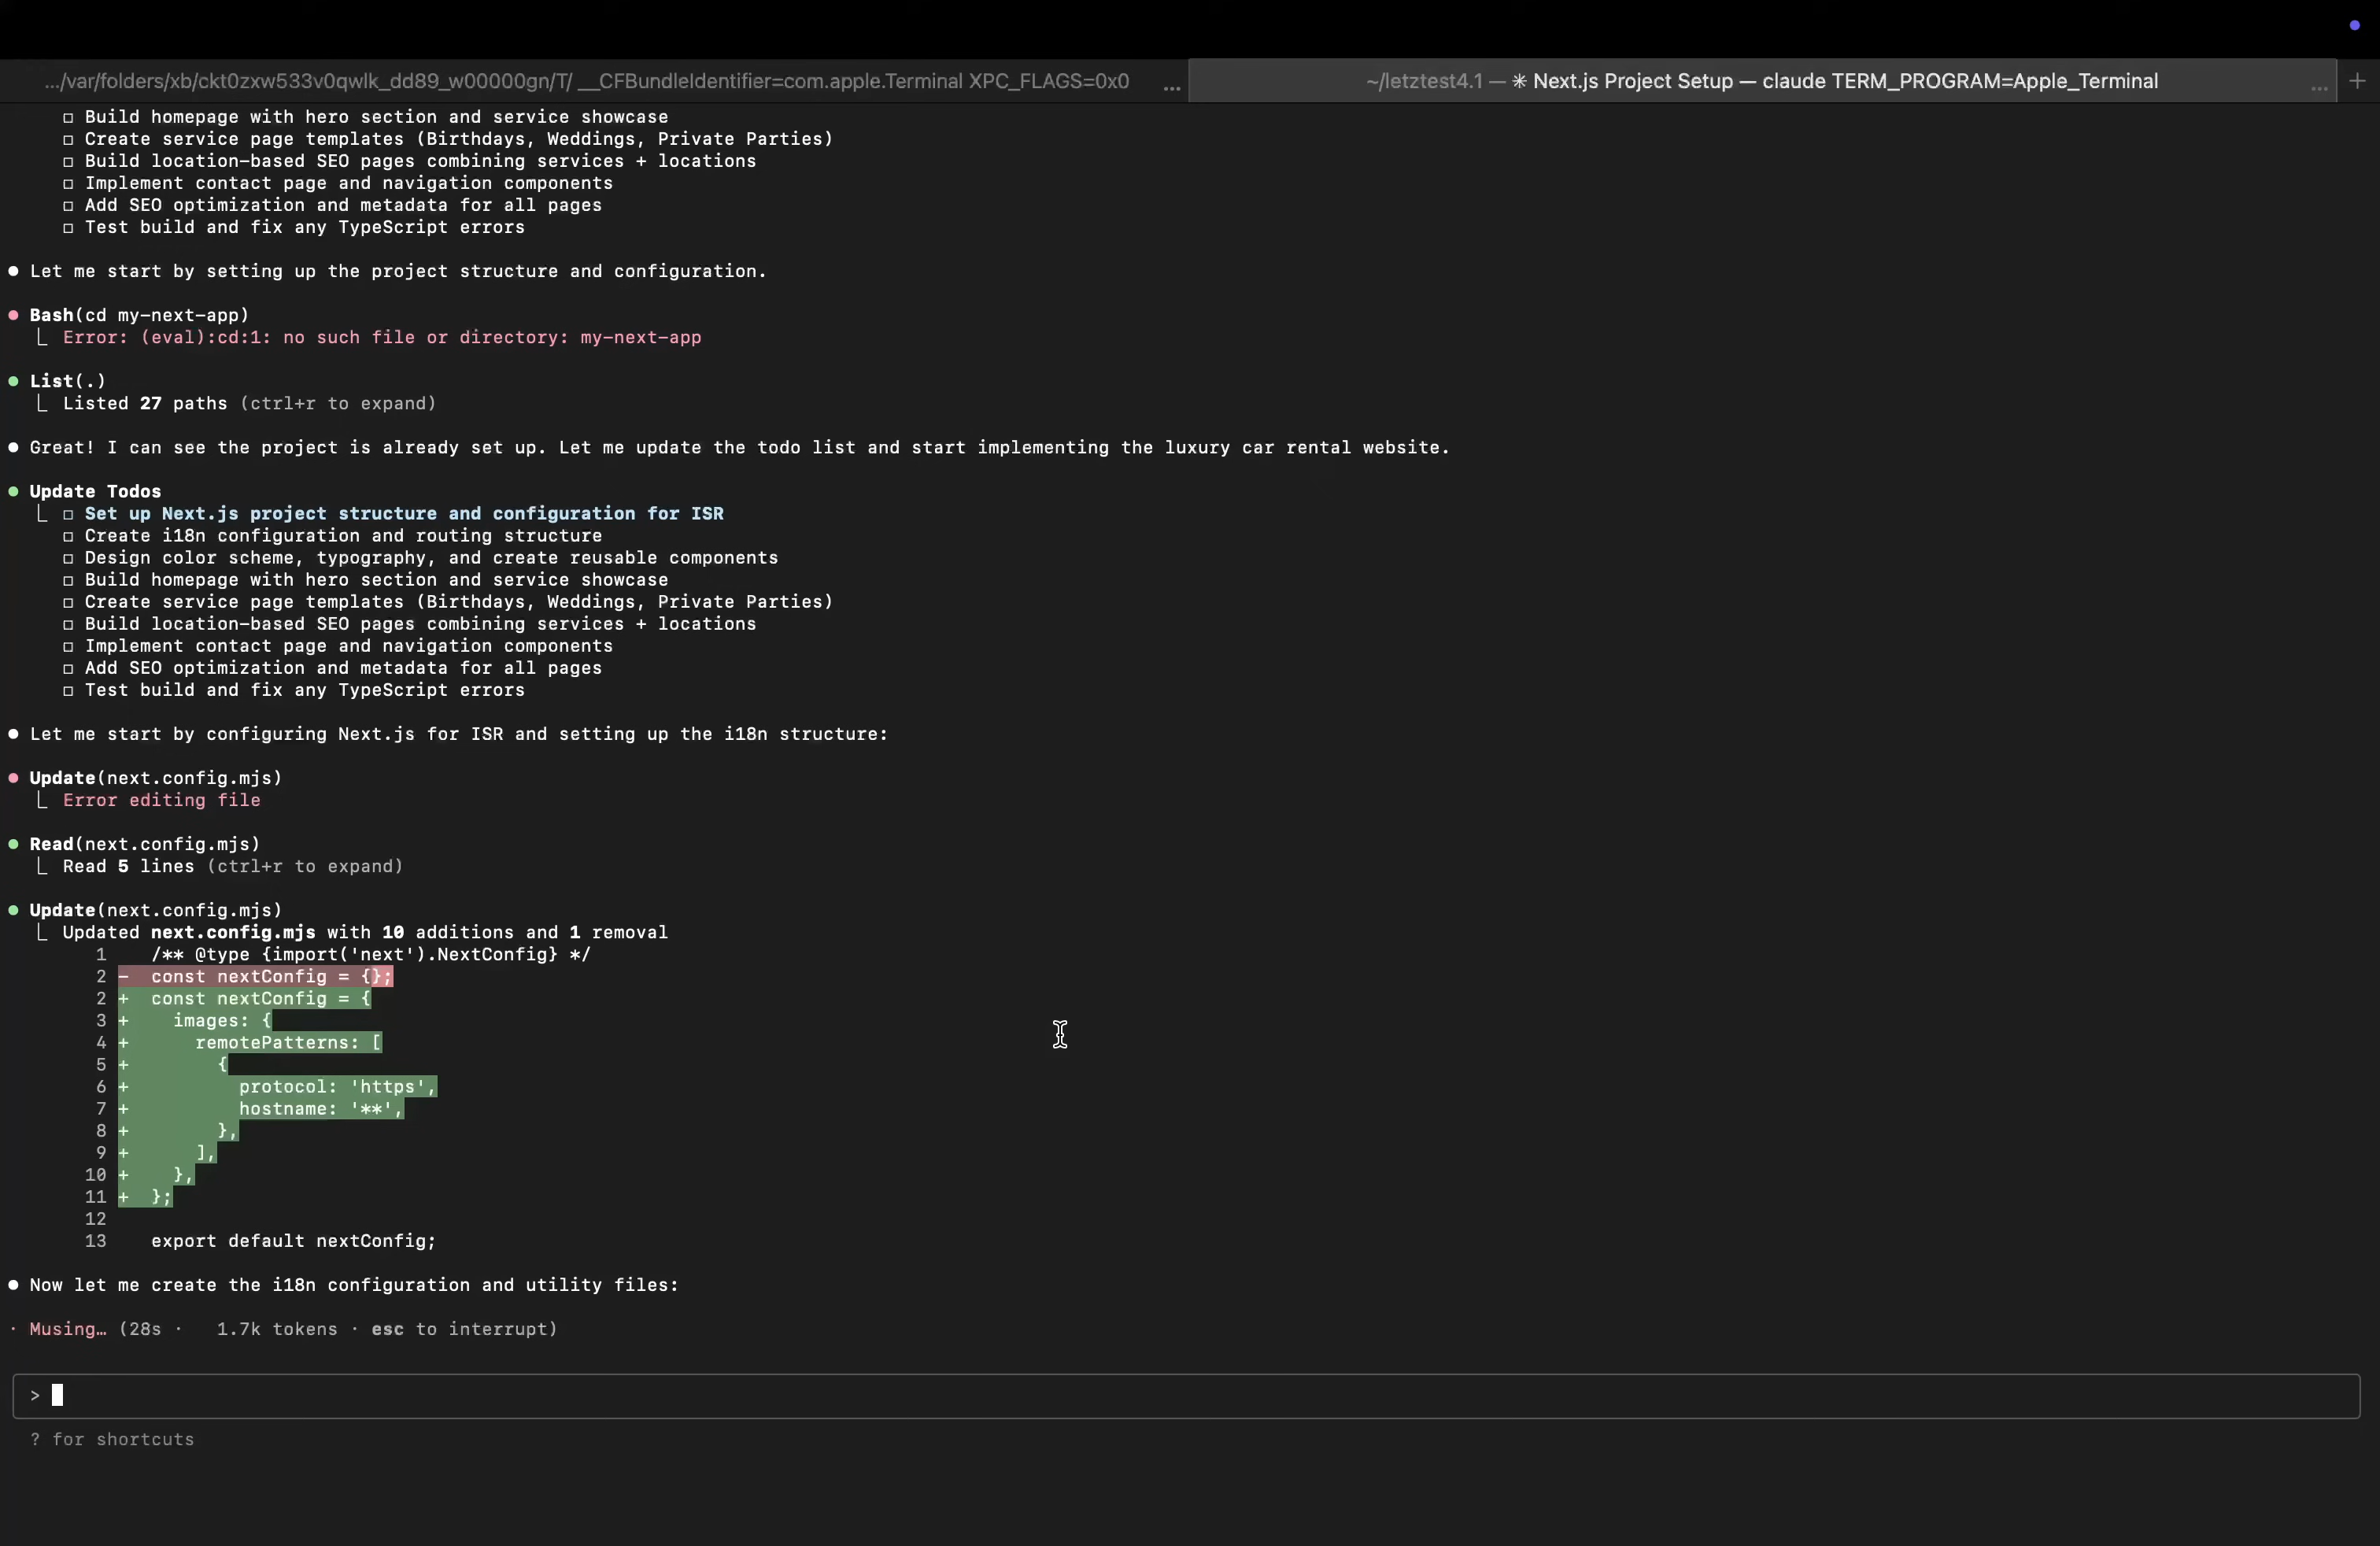 .../var/folders/xb/ckt0zxw533v0qwlk_dd89_w00000gn/T/ __CFBundleIdentifier=com.apple.Terminal XPC_FLAGS=0x0 ...
~/letztest4.1 — ✳ Next.js Project Setup — claude TERM_PROGRAM=Apple_Terminal ... +
☐ Build homepage with hero section and service showcase
☐ Create service page templates (Birthdays, Weddings, Private Parties)
☐ Build location-based SEO pages combining services + locations
☐ Implement contact page and navigation components
☐ Add SEO optimization and metadata for all pages
☐ Test build and fix any TypeScript errors
● Let me start by setting up the project structure and configuration.
● Bash(cd my-next-app)
⎿ Error: (eval):cd:1: no such file or directory: my-next-app
● List(.)
⎿ Listed 27 paths (ctrl+r to expand)
● Great! I can see the project is already set up. Let me update the todo list and start implementing the luxury car rental website.
● Update Todos
⎿ ☐ Set up Next.js project structure and configuration for ISR
☐ Create i18n configuration and routing structure
☐ Design color scheme, typography, and create reusable components
☐ Build homepage with hero section and service showcase
☐ Create service page templates (Birthdays, Weddings, Private Parties)
☐ Build location-based SEO pages combining services + locations
☐ Implement contact page and navigation components
☐ Add SEO optimization and metadata for all pages
☐ Test build and fix any TypeScript errors
● Let me start by configuring Next.js for ISR and setting up the i18n structure:
● Update(next.config.mjs)
⎿ Error editing file
● Read(next.config.mjs)
⎿ Read 5 lines (ctrl+r to expand)
● Update(next.config.mjs)
⎿ Updated next.config.mjs with 10 additions and 1 removal
1 /** @type {import('next').NextConfig} */
2 - const nextConfig = {};
2 + const nextConfig = {
3 + images: {
4 + remotePatterns: [
5 + {
6 + protocol: 'https',
7 + hostname: '**',
8 + },
9 + ],
10 + },
11 + };
12
13 export default nextConfig;
● Now let me create the i18n configuration and utility files:
· Musing… (28s · 1.7k tokens · esc to interrupt)
>
? for shortcuts